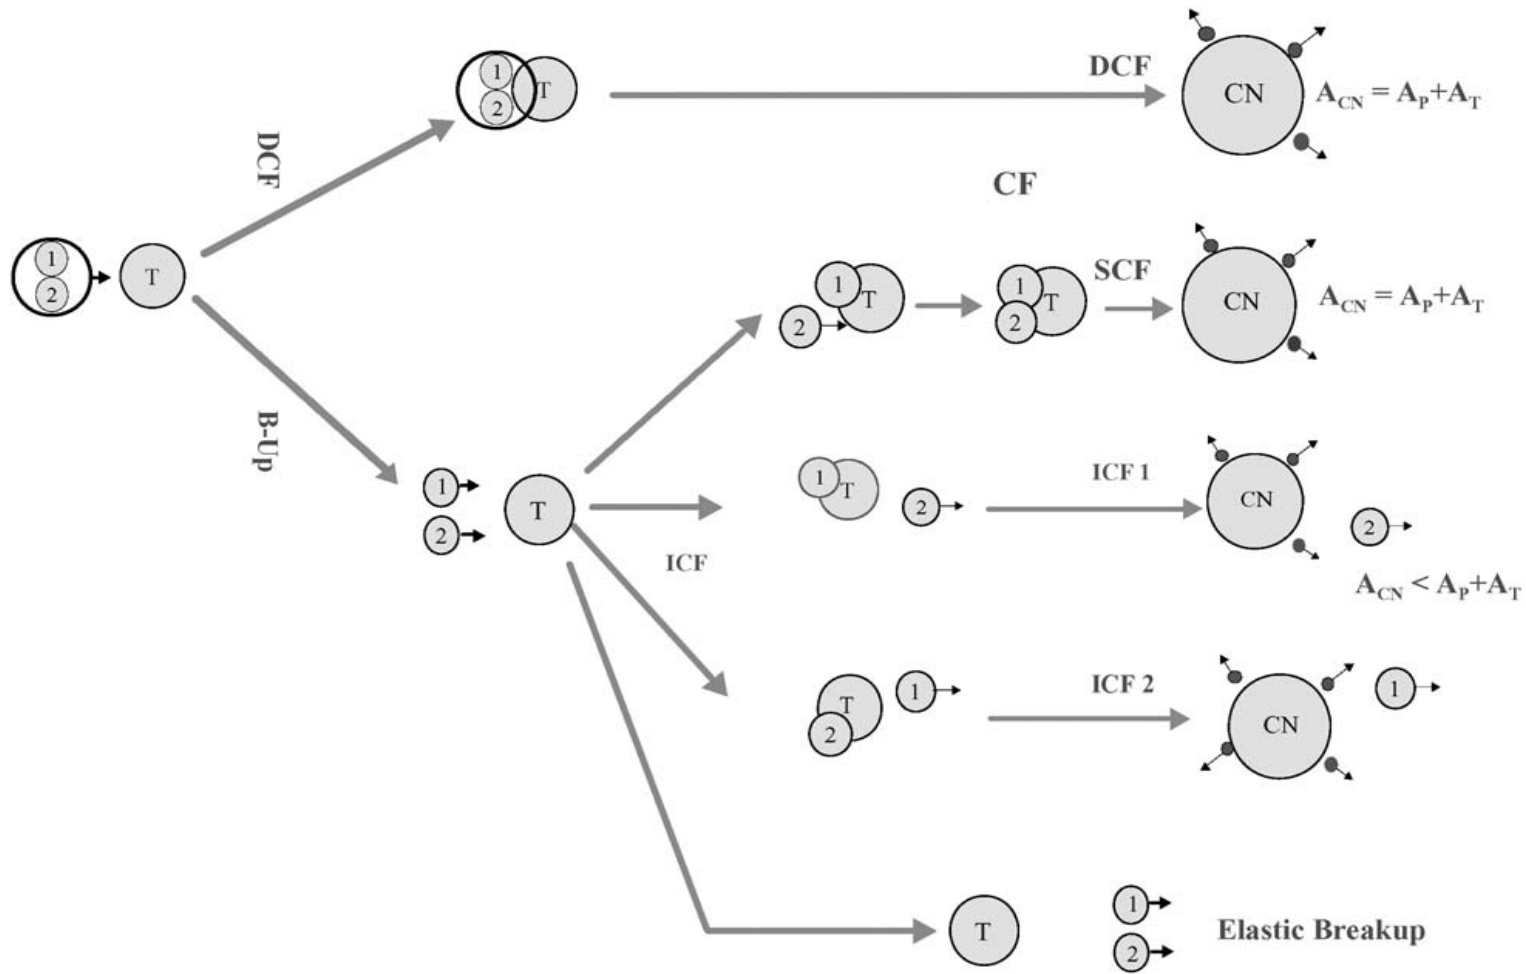 1
2
T
DCF
1
2
T
DCF
CN
A_CN = A_P+A_T
CF
B-Up
1
2
T
1
T
2
1
T
2
SCF
CN
A_CN = A_P+A_T
ICF
1
T
2
ICF 1
CN
2
A_CN < A_P+A_T
T
2
1
ICF 2
CN
1
T
1
2
Elastic Breakup